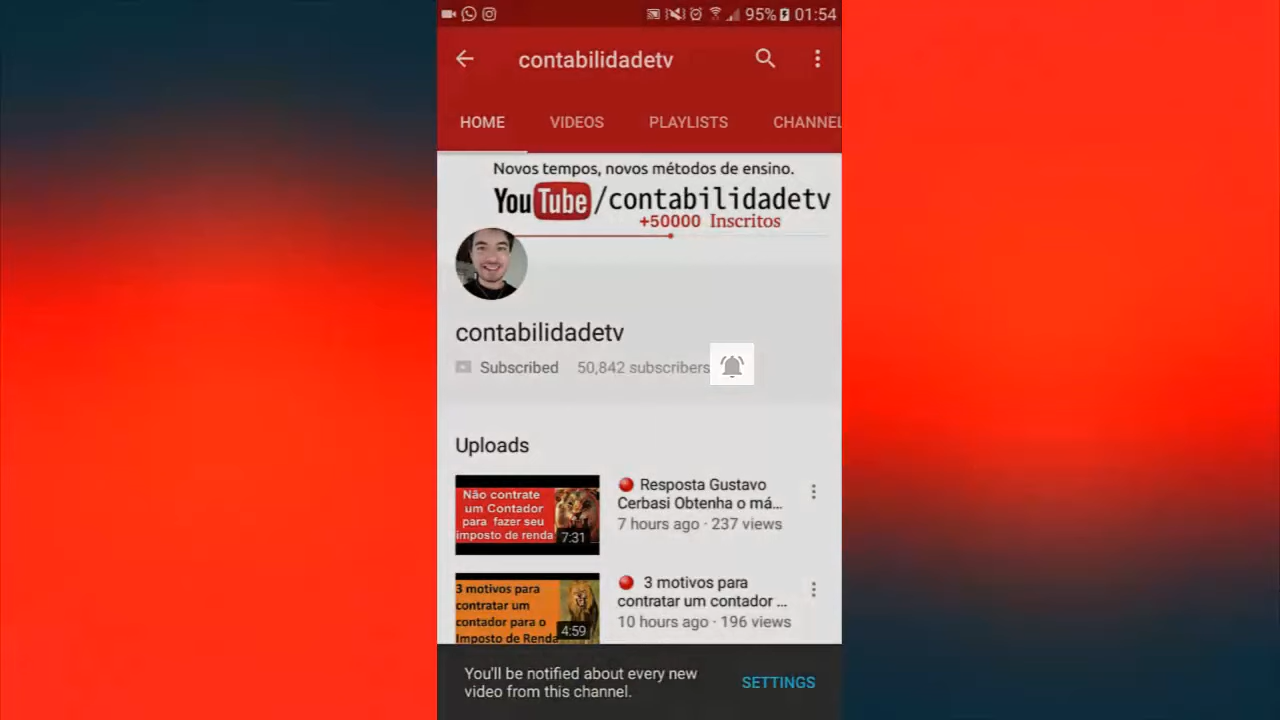 95% 01:54
contabilidadetv
HOME VIDEOS PLAYLISTS CHANNEL
Novos tempos, novos métodos de ensino.
YouTube/contabilidadetv
+50000 Inscritos
contabilidadetv
Subscribed 50,842 subscribers
Uploads
Não contrate
um Contador
para fazer seu
imposto de renda
7:31
Resposta Gustavo
Cerbasi Obtenha o má...
7 hours ago · 237 views
3 motivos para
contratar um
contador para o
Imposto de Renda
4:59
3 motivos para
contratar um contador ...
10 hours ago · 196 views
You'll be notified about every new
video from this channel.
SETTINGS